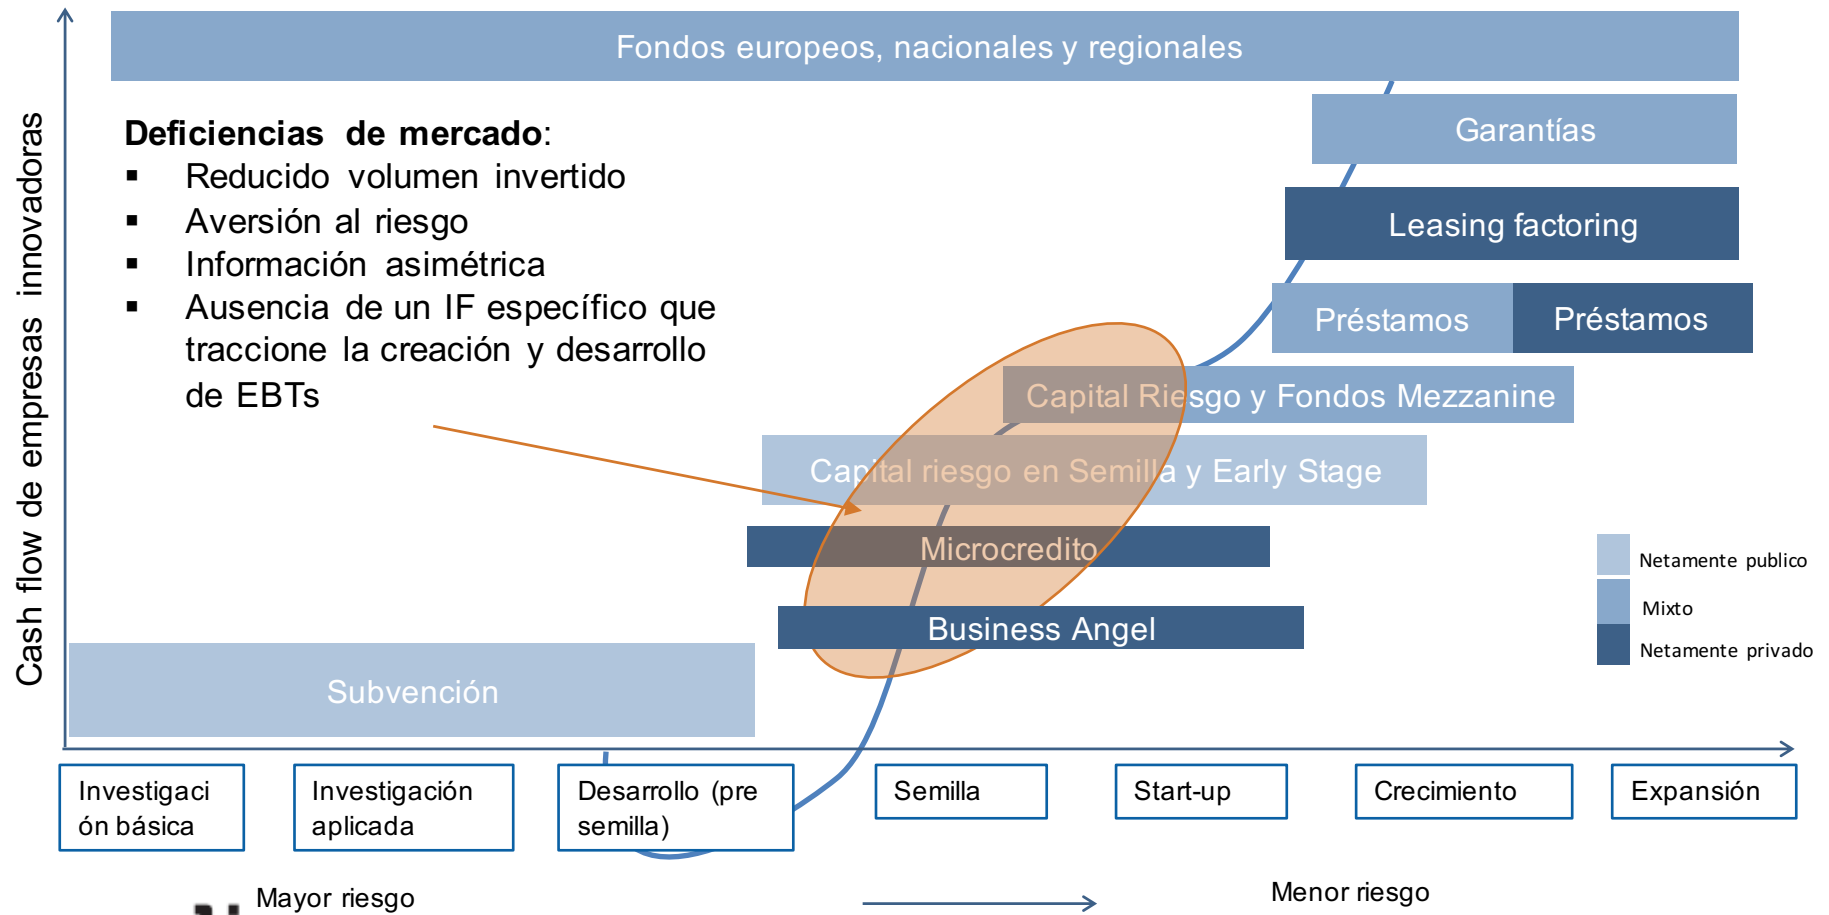 Fondos europeos, nacionales y regionales
Cash flow de empresas innovadoras
Deficiencias de mercado:
▪ Reducido volumen invertido
▪ Aversión al riesgo
▪ Información asimétrica
▪ Ausencia de un IF específico que
traccione la creación y desarrollo
de EBTs
Garantías
Leasing factoring
Préstamos
Préstamos
Capital Riesgo y Fondos Mezzanine
Capital riesgo en Semilla y Early Stage
Microcredito
Business Angel
Subvención
Netamente publico
Mixto
Netamente privado
Investigaci
ón básica
Investigación
aplicada
Desarrollo (pre
semilla)
Semilla
Start-up
Crecimiento
Expansión
Mayor riesgo
Menor riesgo